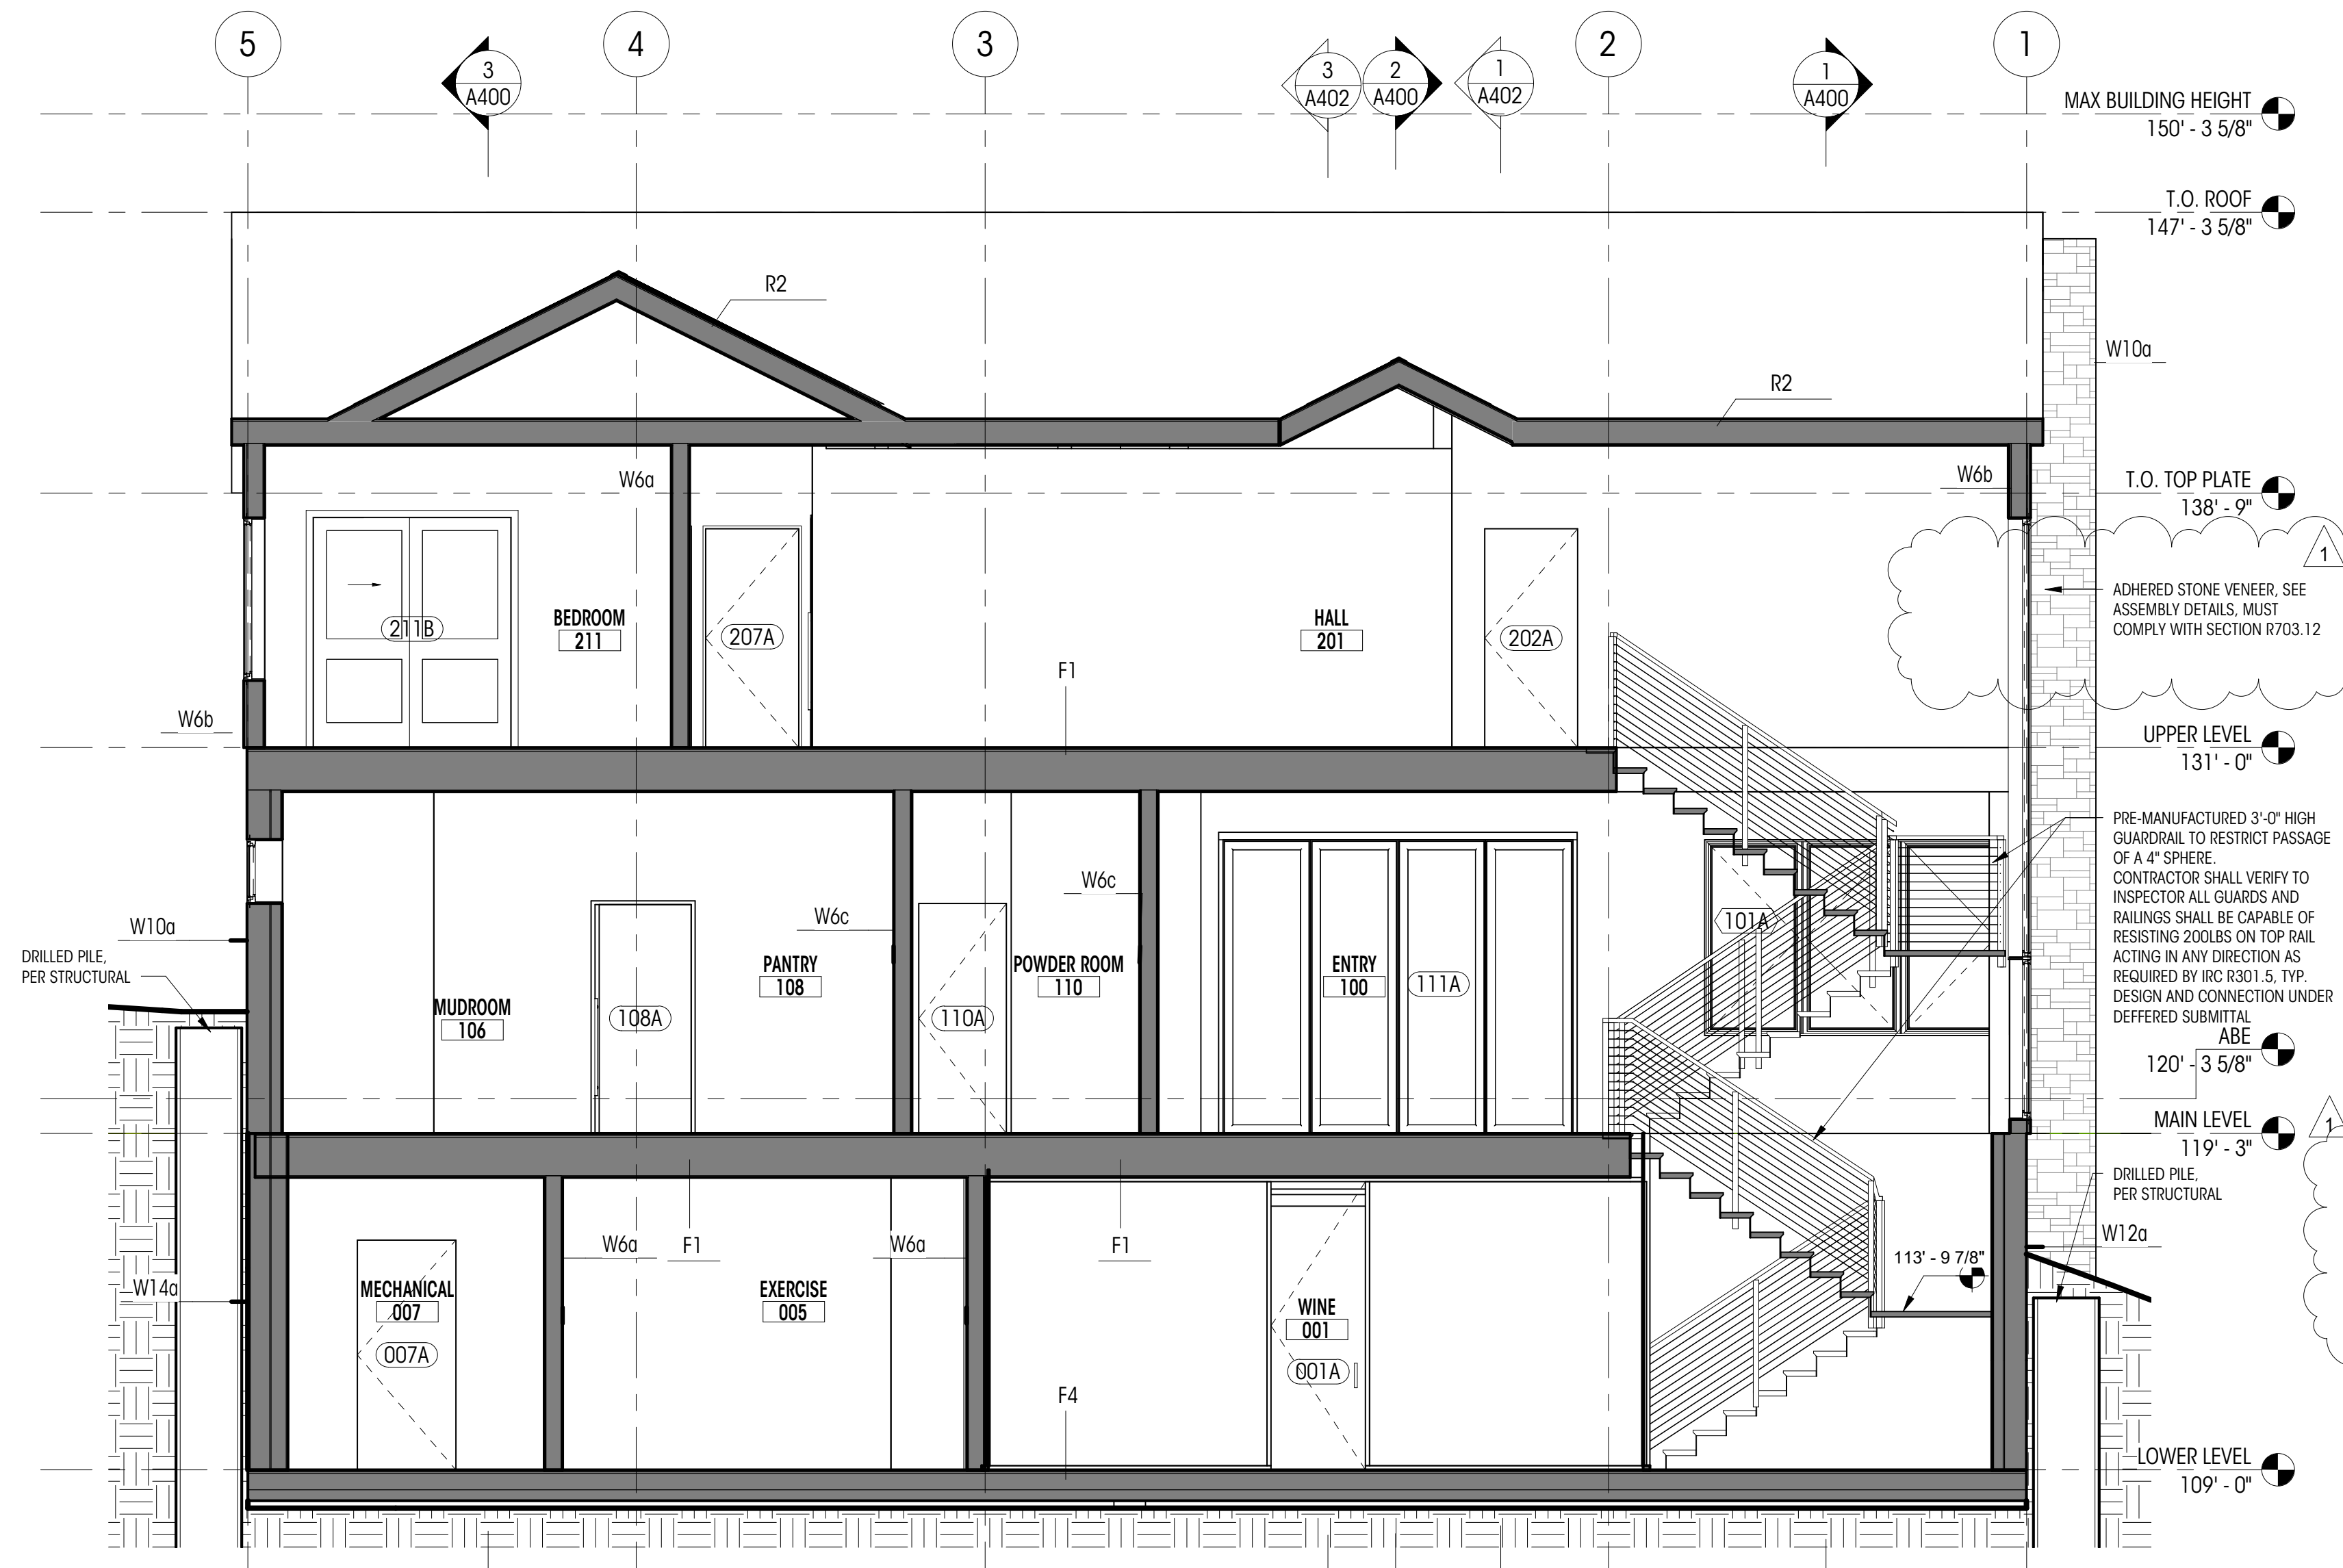 5
4
3
2
1
3
A400
3
A402
2
A400
1
A402
1
A400
MAX BUILDING HEIGHT
150' - 3 5/8"
T.O. ROOF
147' - 3 5/8"
R2
R2
W10a
W6a
W6b
T.O. TOP PLATE
138' - 9"
1
ADHERED STONE VENEER, SEE
ASSEMBLY DETAILS, MUST
COMPLY WITH SECTION R703.12
BEDROOM
211
211B
207A
HALL
201
202A
F1
W6b
UPPER LEVEL
131' - 0"
PRE-MANUFACTURED 3'-0" HIGH
GUARDRAIL TO RESTRICT PASSAGE
OF A 4" SPHERE.
CONTRACTOR SHALL VERIFY TO
INSPECTOR ALL GUARDS AND
RAILINGS SHALL BE CAPABLE OF
RESISTING 200LBS ON TOP RAIL
ACTING IN ANY DIRECTION AS
REQUIRED BY IRC R301.5, TYP.
DESIGN AND CONNECTION UNDER
DEFFERED SUBMITTAL
W6c
W6c
101A
W10a
DRILLED PILE,
PER STRUCTURAL
MUDROOM
106
108A
PANTRY
108
110A
POWDER ROOM
110
ENTRY
100
111A
ABE
120' - 3 5/8"
MAIN LEVEL
119' - 3"
1
DRILLED PILE,
PER STRUCTURAL
W12a
W6a
F1
W6a
F1
113' - 9 7/8"
W14a
MECHANICAL
007
007A
EXERCISE
005
WINE
001
001A
F4
LOWER LEVEL
109' - 0"